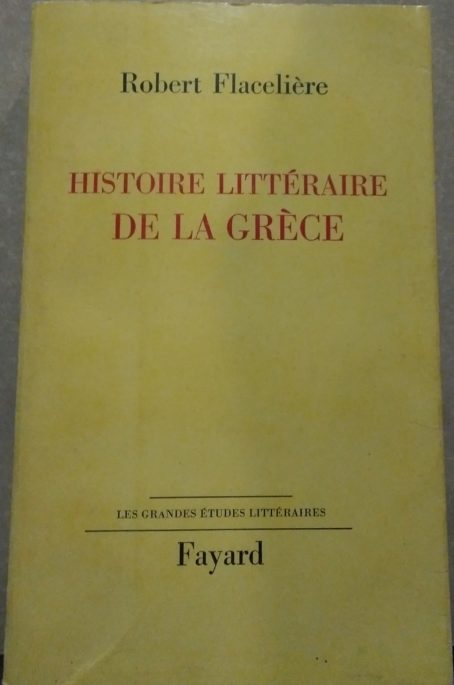 Robert Flacelière
HISTOIRE LITTÉRAIRE
DE LA GRÈCE
LES GRANDES ÉTUDES LITTÉRAIRES
Fayard